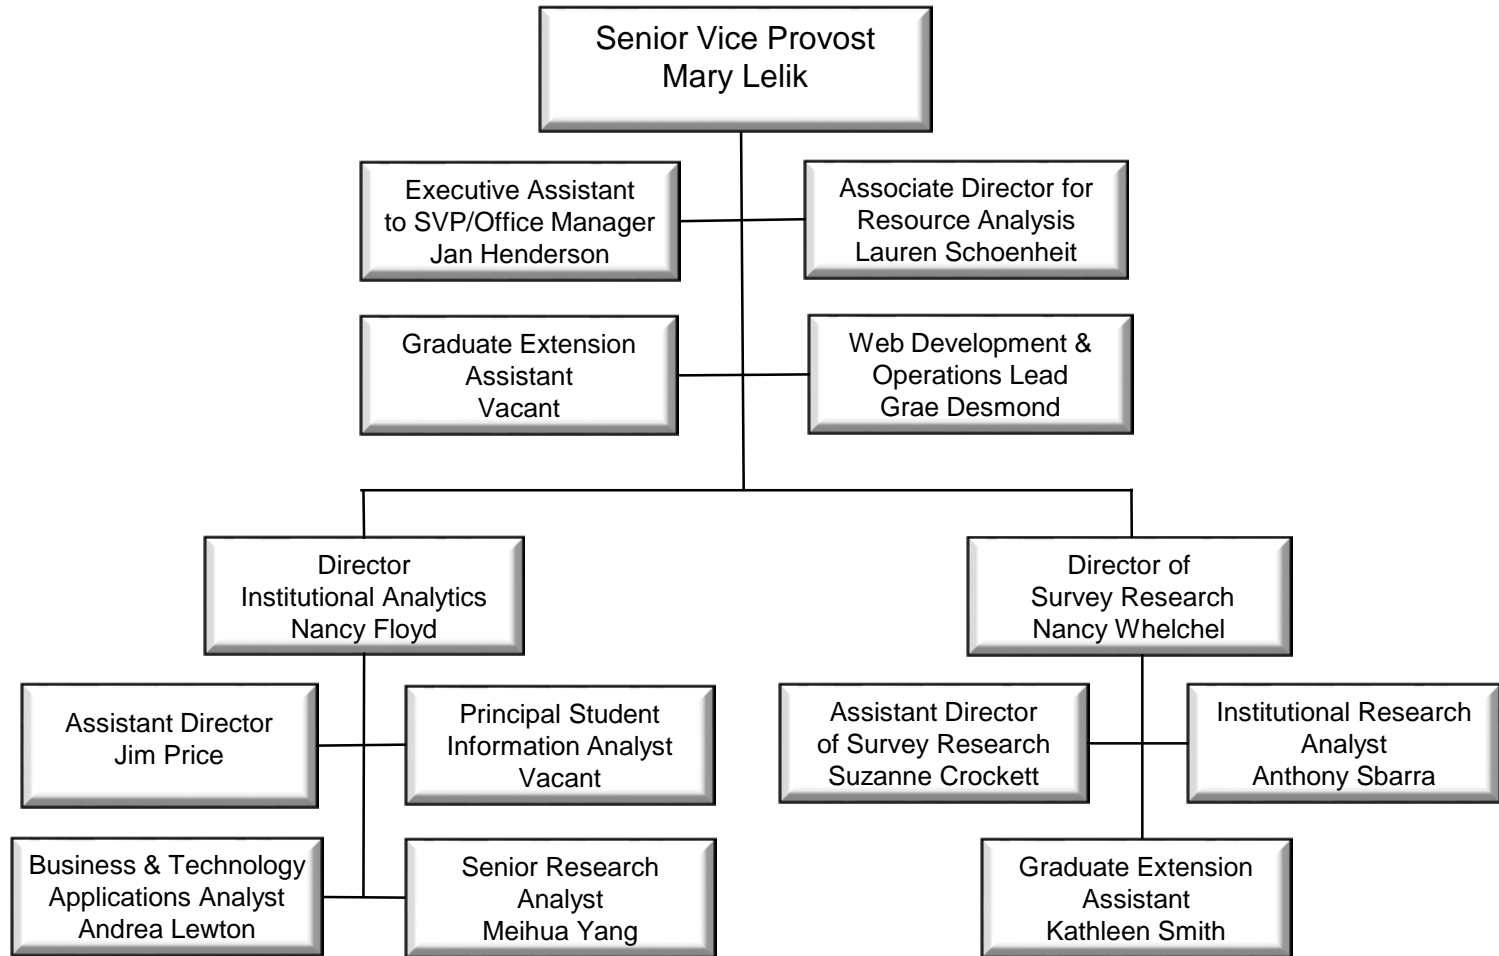 Senior Vice Provost
Mary Lelik
Executive Assistant
to SVP/Office Manager
Jan Henderson
Associate Director for
Resource Analysis
Lauren Schoenheit
Graduate Extension
Assistant
Vacant
Web Development &
Operations Lead
Grae Desmond
Director
Institutional Analytics
Nancy Floyd
Director of
Survey Research
Nancy Whelchel
Assistant Director
Jim Price
Principal Student
Information Analyst
Vacant
Assistant Director
of Survey Research
Suzanne Crockett
Institutional Research
Analyst
Anthony Sbarra
Business & Technology
Applications Analyst
Andrea Lewton
Senior Research
Analyst
Meihua Yang
Graduate Extension
Assistant
Kathleen Smith